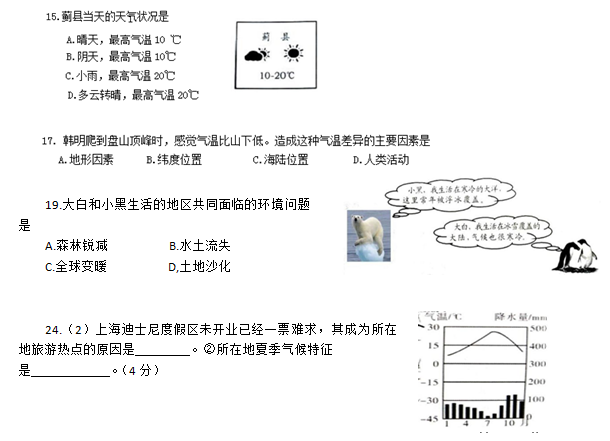 15.蓟县当天的天气状况是
A.晴天，最高气温10 ℃
B.阴天，最高气温10℃
C.小雨，最高气温20℃
D.多云转晴，最高气温20℃
蓟 县
10-20℃
17. 韩明爬到盘山顶峰时，感觉气温比山下低。造成这种气温差异的主要因素是
A.地形因素 B.纬度位置 C.海陆位置 D.人类活动
19.大白和小黑生活的地区共同面临的环境问题
是
A.森林锐减 B.水土流失
C.全球变暖 D,土地沙化
小黑，我生活在寒冷的大洋，
这里常年被浮冰覆盖。
大白，我生活在冰雪覆盖的
大陆，气候也很寒冷。
24.（2）上海迪士尼度假区未开业已经一票难求，其成为所在
地旅游热点的原因是________。②所在地夏季气候特征
是___________。（4 分）
气温/℃ 降水量/mm
30 500
15 400
0 300
-15 200
-30 100
-45 0
1 4 7 10 月